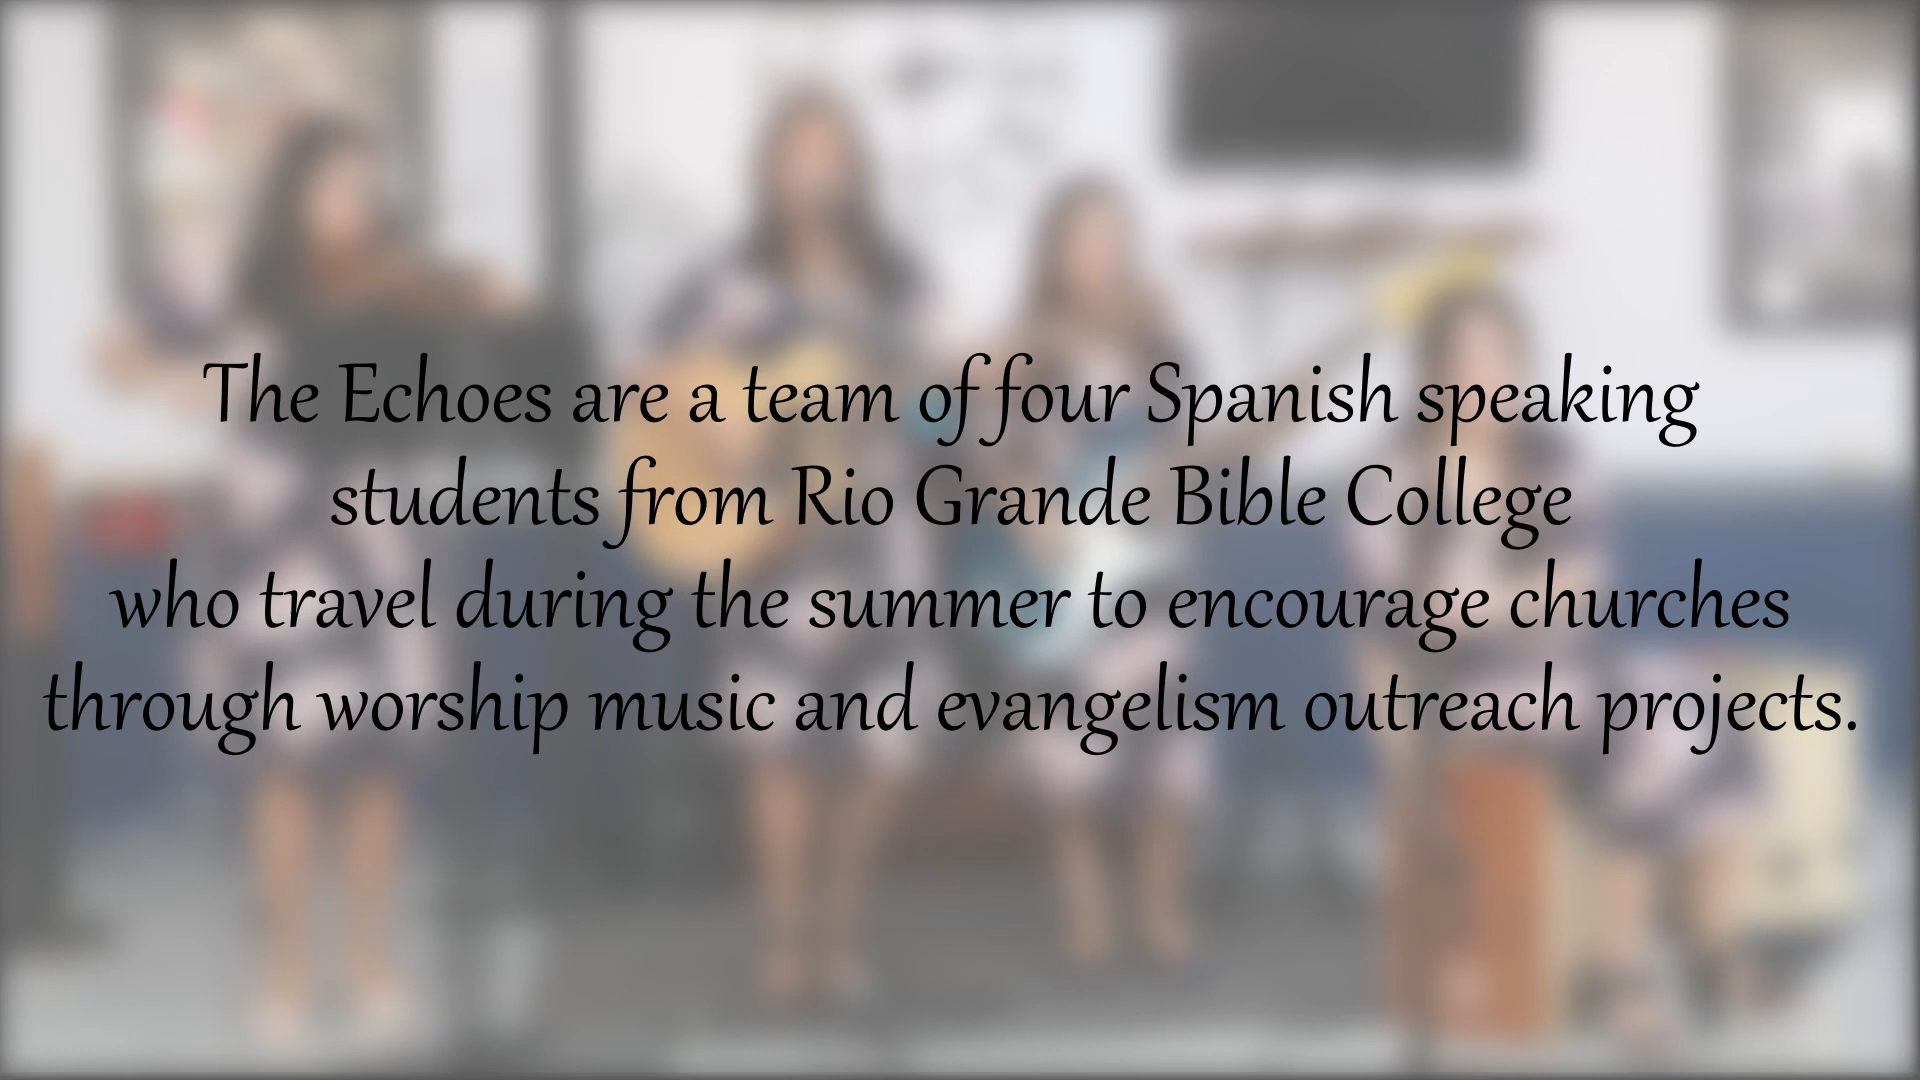 The Echoes are a team of four Spanish speaking
students from Rio Grande Bible College
who travel during the summer to encourage churches
through worship music and evangelism outreach projects.